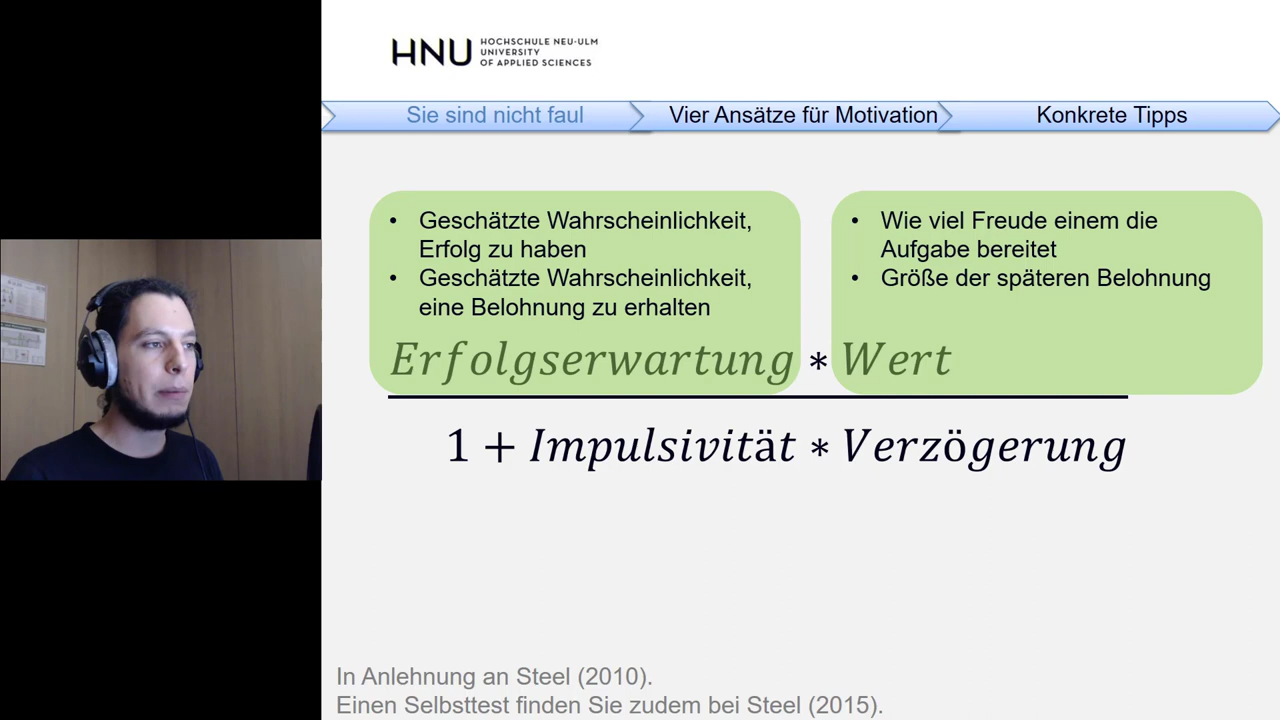 HNU
HOCHSCHULE NEU-ULM
UNIVERSITY
OF APPLIED SCIENCES
Sie sind nicht faul
Vier Ansätze für Motivation
Konkrete Tipps
• Geschätzte Wahrscheinlichkeit,
Erfolg zu haben
• Geschätzte Wahrscheinlichkeit,
eine Belohnung zu erhalten
• Wie viel Freude einem die
Aufgabe bereitet
• Größe der späteren Belohnung
Erfolgserwartung ∗ Wert
1 + Impulsivität ∗ Verzögerung
In Anlehnung an Steel (2010).
Einen Selbsttest finden Sie zudem bei Steel (2015).